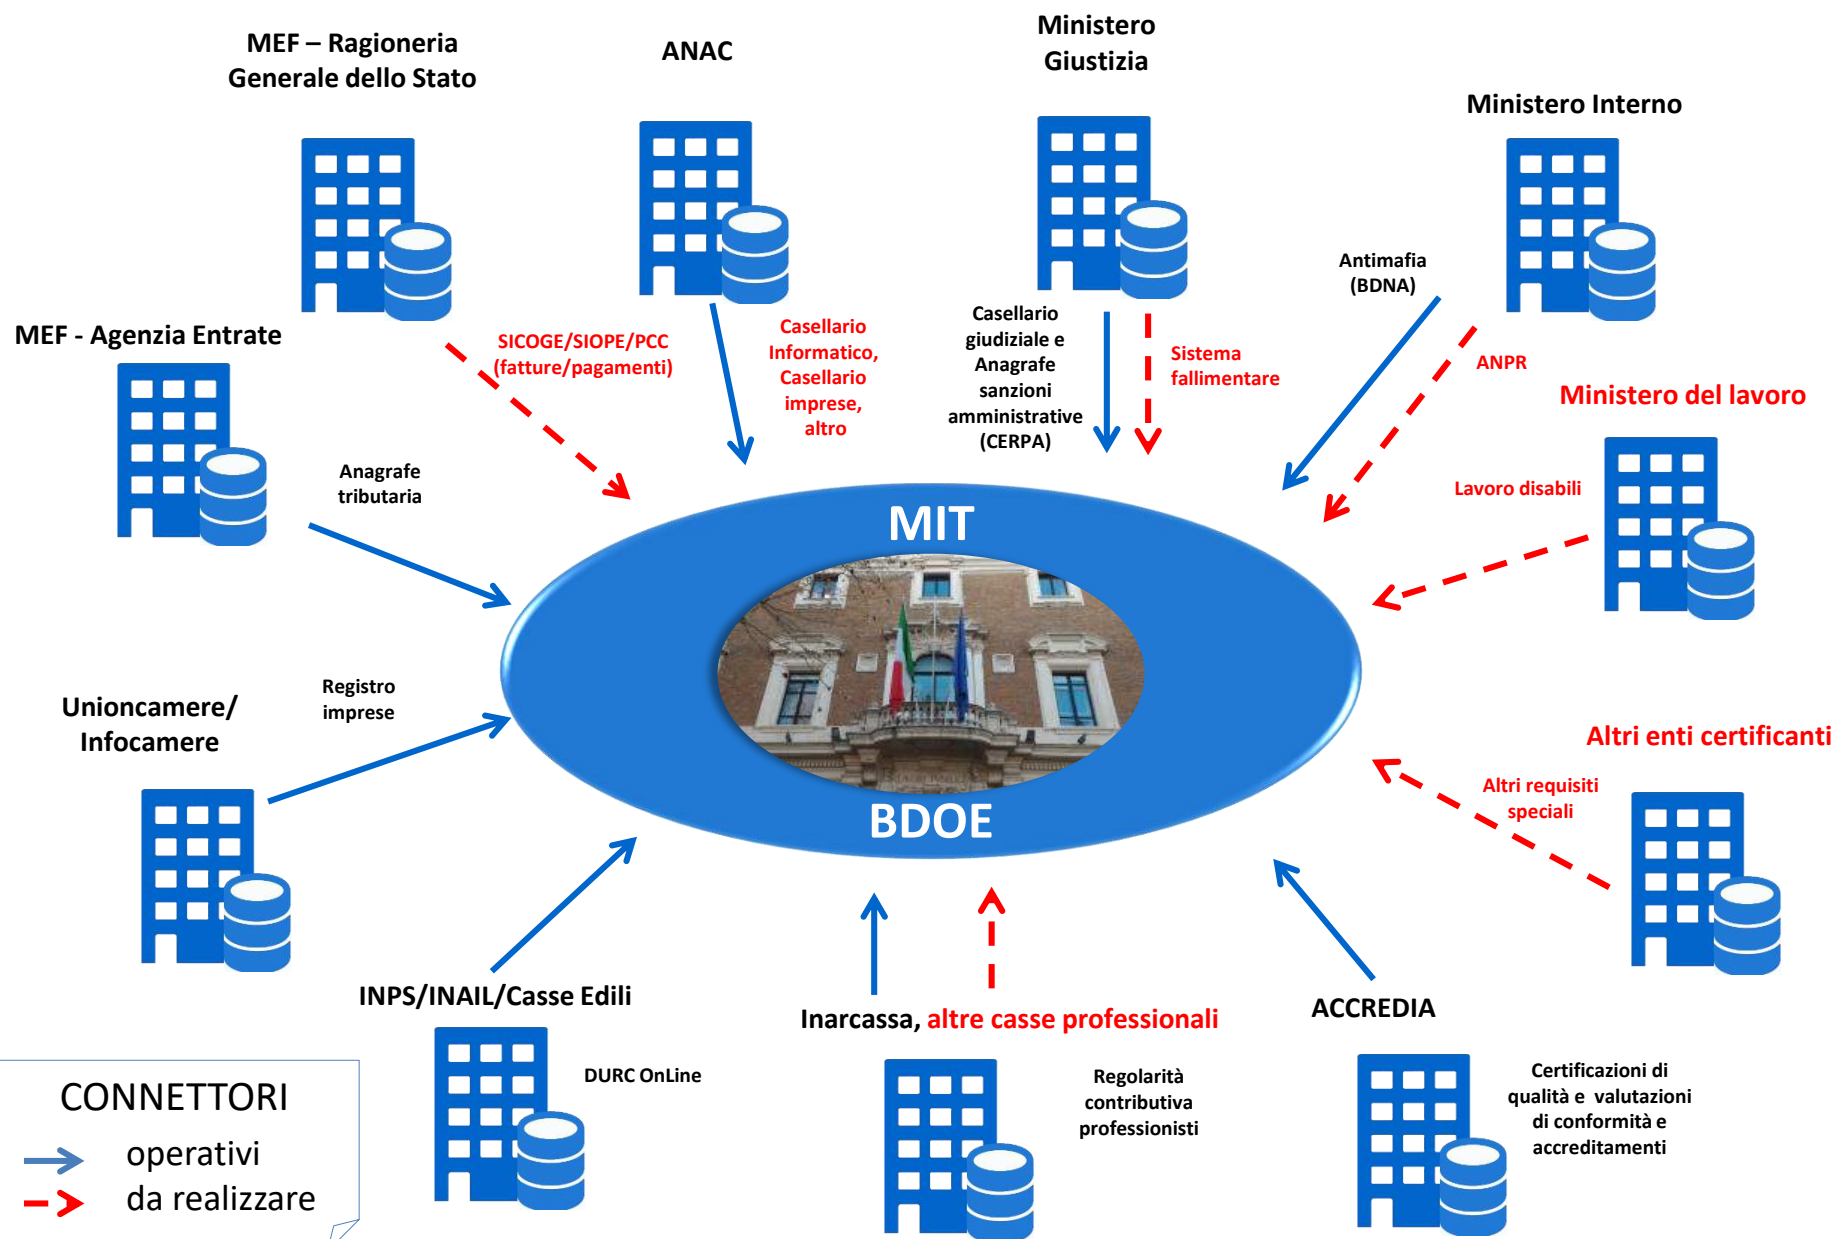 MEF – Ragioneria
Generale dello Stato
ANAC
Ministero
Giustizia
Ministero Interno
MEF - Agenzia Entrate
SICOGE/SIOPE/PCC
(fatture/pagamenti)
Casellario
Informatico,
Casellario
imprese,
altro
Casellario
giudiziale e
Anagrafe
sanzioni
amministrative
(CERPA)
Sistema
fallimentare
Antimafia
(BDNA)
ANPR
Ministero del lavoro
Lavoro disabili
Anagrafe
tributaria
MIT
BDOE
Unioncamere/
Infocamere
Registro
imprese
Altri enti certificanti
Altri requisiti
speciali
INPS/INAIL/Casse Edili
DURC OnLine
Inarcassa, altre casse professionali
Regolarità
contributiva
professionisti
ACCREDIA
Certificazioni di
qualità e valutazioni
di conformità e
accreditamenti
CONNETTORI
operativi
da realizzare